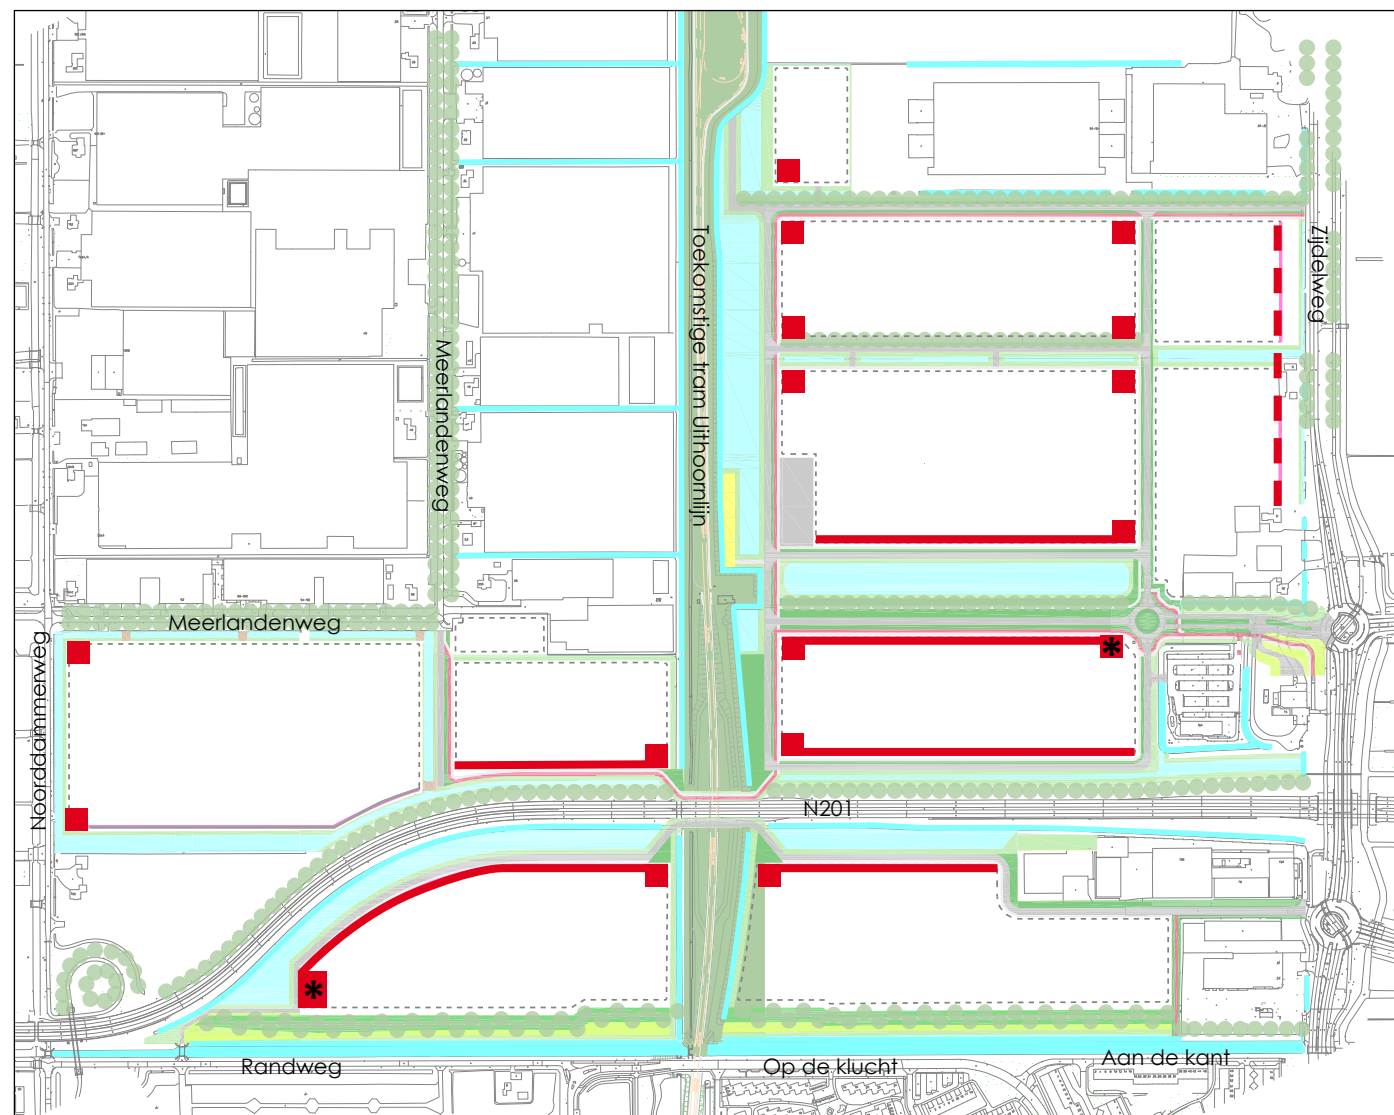 Zijdelweg
Toekomstige tram Uithoornlijn
Meerlandenweg
Meerlandenweg
Noorddammerweg
N201
*
*
Randweg
Op de klucht
Aan de kant